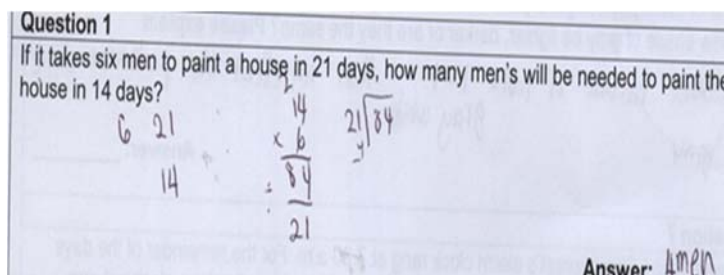 Question 1
If it takes six men to paint a house in 21 days, how many men's will be needed to paint the
house in 14 days?
6 21
14
2
14
x 6
84
21
21/84
4
Answer: 4men